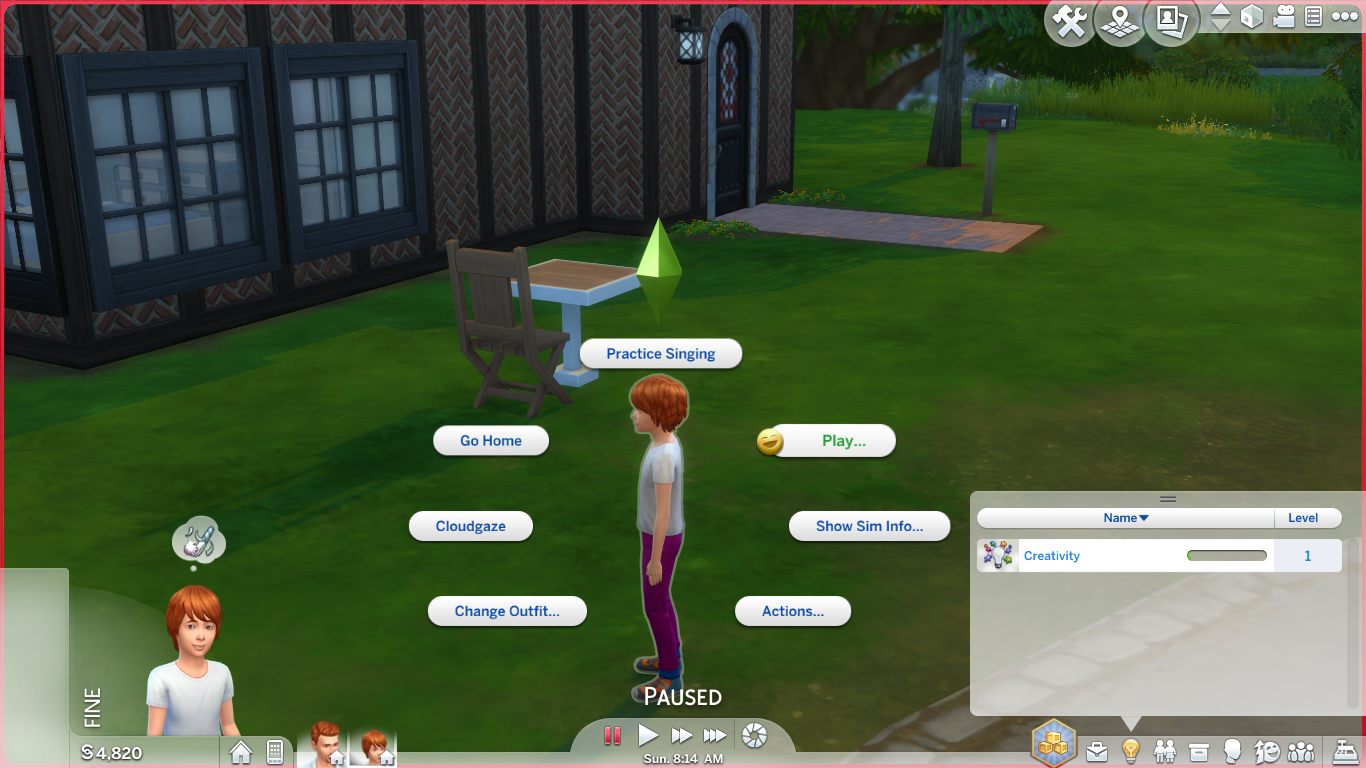 Practice Singing
Go Home
Play...
Cloudgaze
Show Sim Info...
Change Outfit...
Actions...
Name
Level
Creativity
1
FINE
PAUSED
§4,820
Sun. 8:14 AM